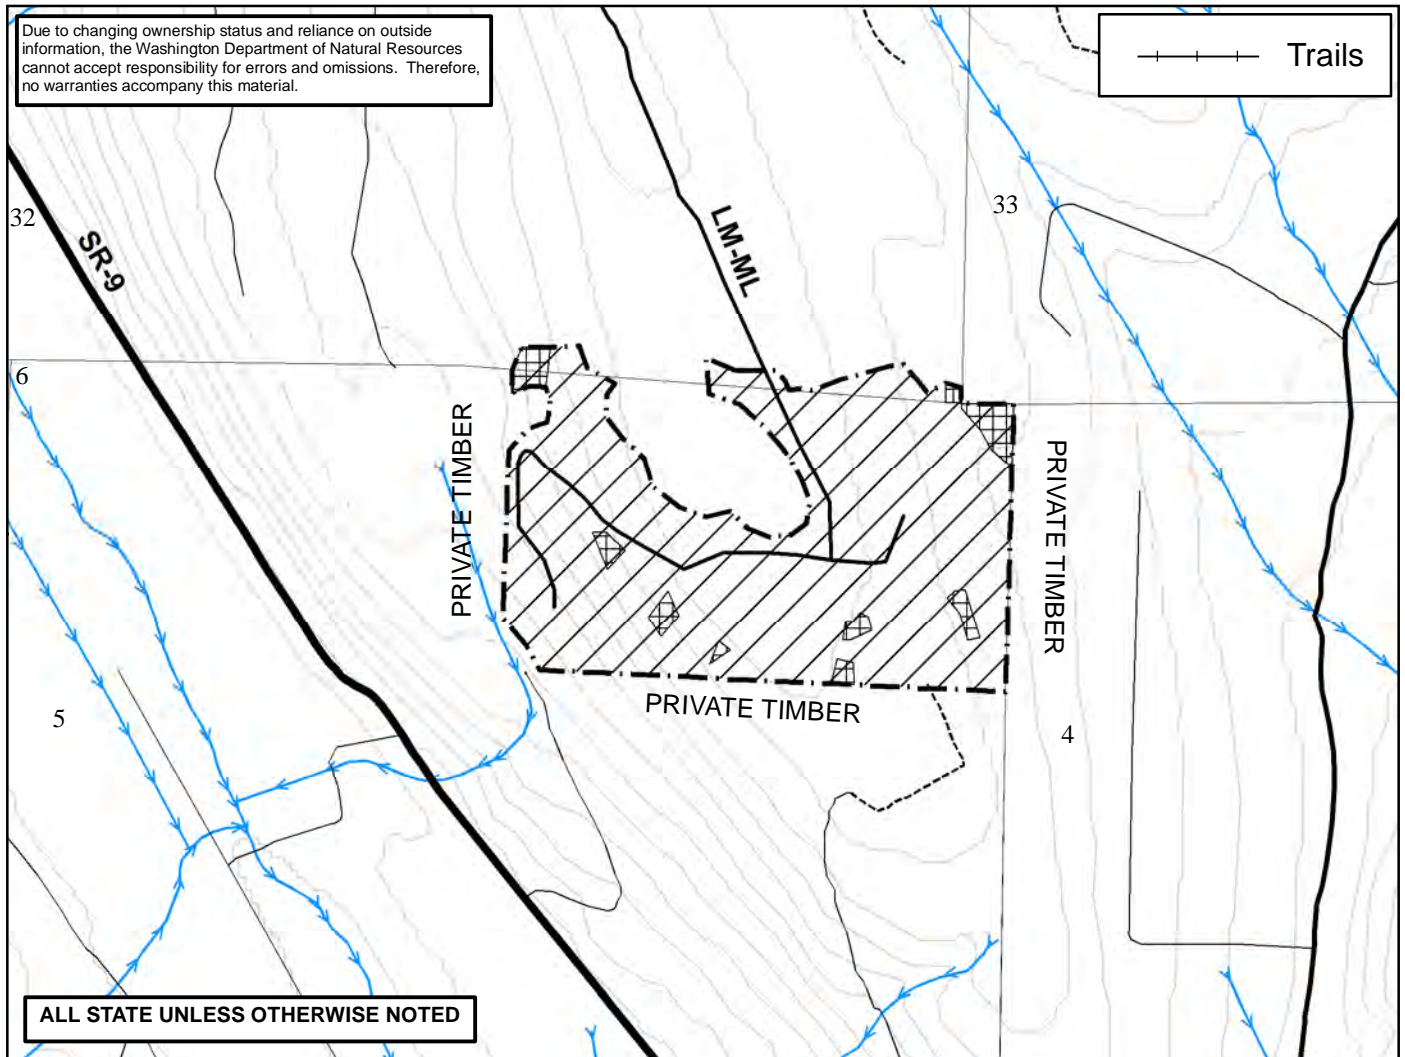 Due to changing ownership status and reliance on outside
information, the Washington Department of Natural Resources
cannot accept responsibility for errors and omissions.  Therefore,
no warranties accompany this material.
Trails
32
33
SR-9
LM-ML
6
PRIVATE TIMBER
PRIVATE TIMBER
PRIVATE TIMBER
5
4
ALL STATE UNLESS OTHERWISE NOTED